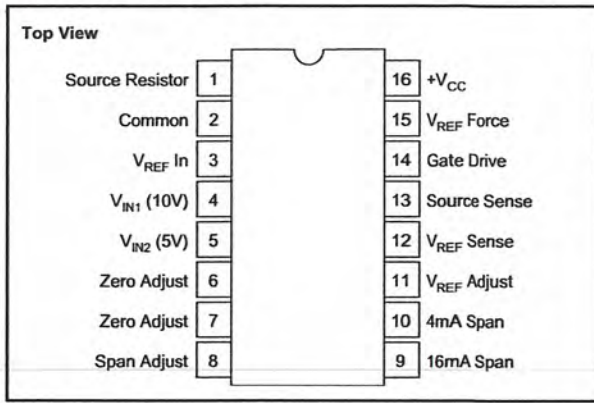 Top View
Source Resistor 1 16 +VCC
Common 2 15 VREF Force
VREF In 3 14 Gate Drive
VIN1 (10V) 4 13 Source Sense
VIN2 (5V) 5 12 VREF Sense
Zero Adjust 6 11 VREF Adjust
Zero Adjust 7 10 4mA Span
Span Adjust 8 9 16mA Span